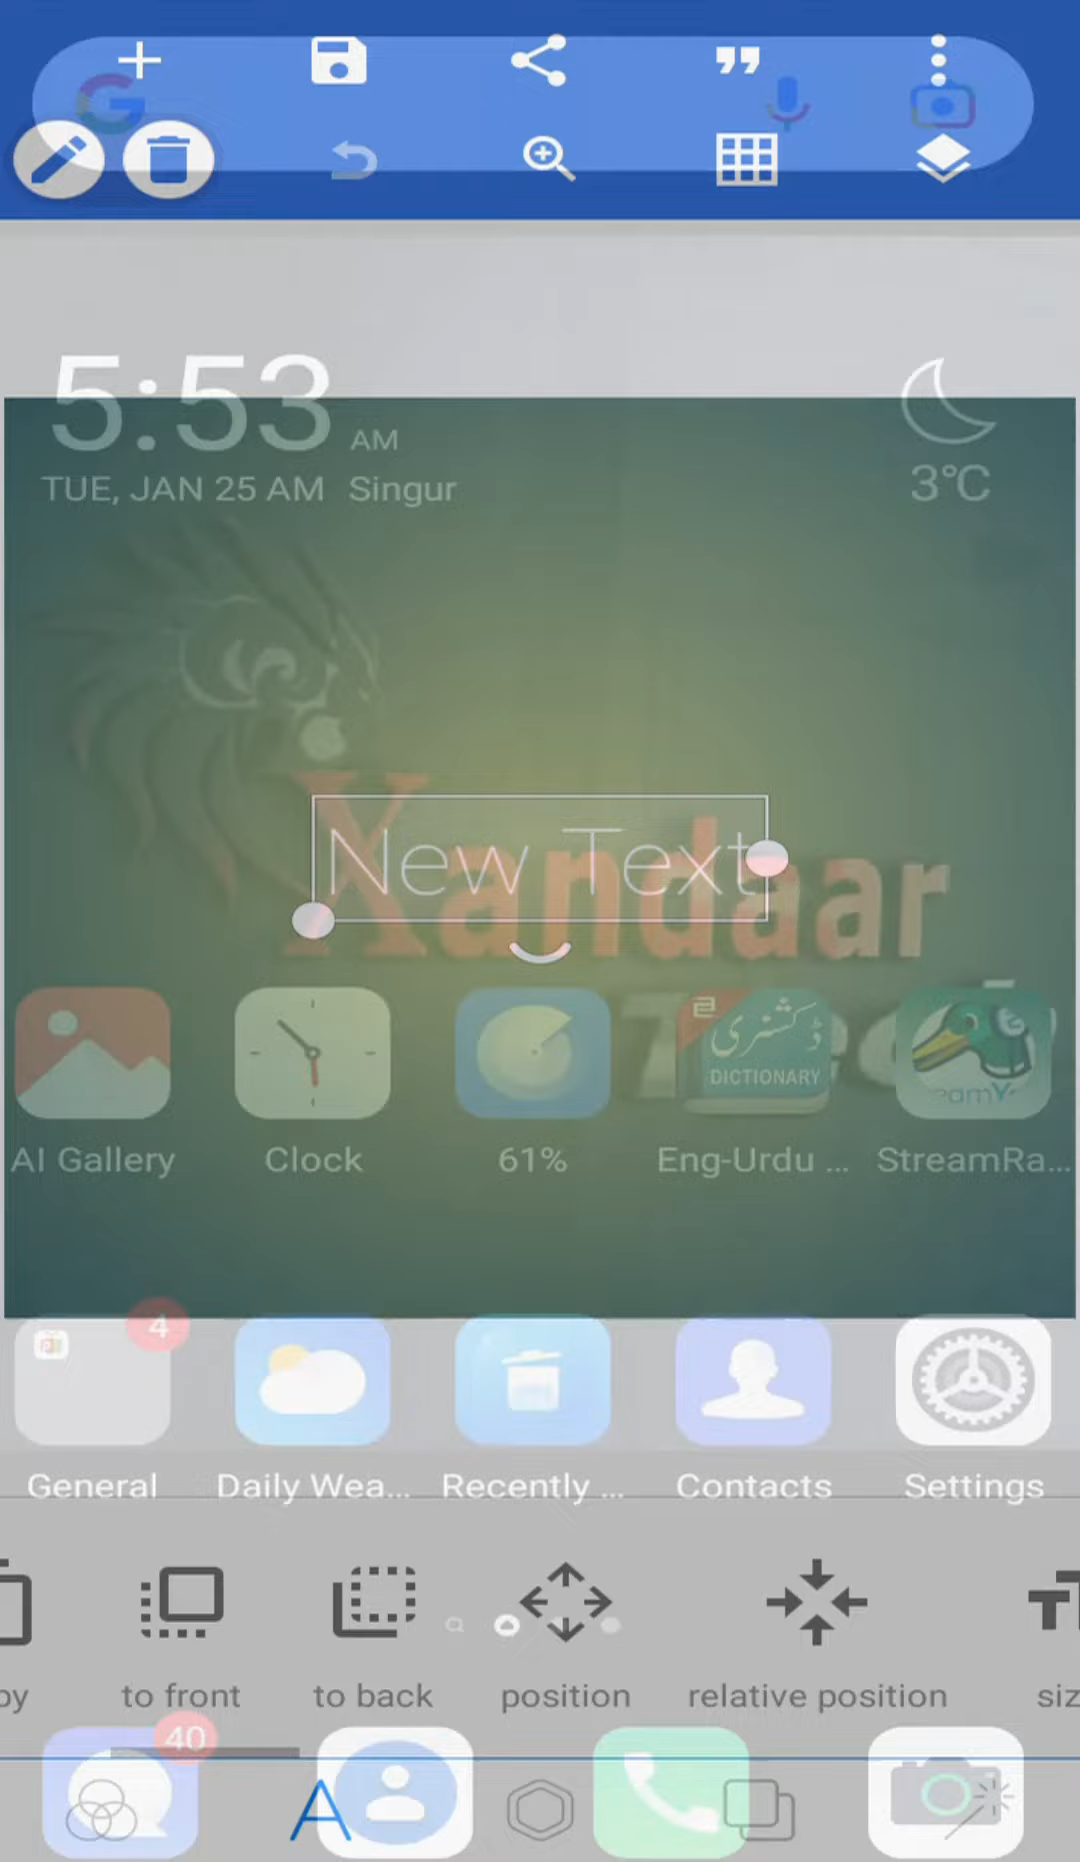 5:53 AM
TUE, JAN 25 AM Singur
3°C
New Text
Xandaar
ڈکشنری
DICTIONARY
AI Gallery Clock 61% Eng-Urdu ... StreamRa...
4
General Daily Wea... Recently ... Contacts Settings
to front to back position relative position
40
A